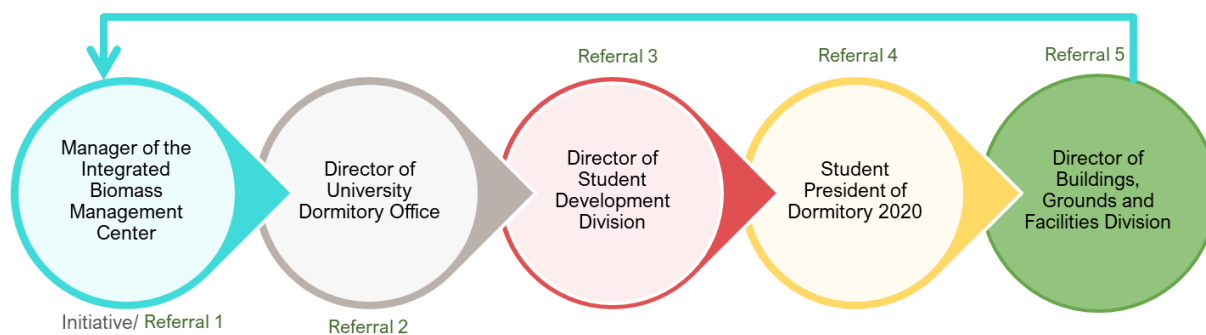 Referral 3
Referral 4
Referral 5
Manager of the
Integrated
Biomass
Management
Center
Director of
University
Dormitory Office
Director of
Student
Development
Division
Student
President of
Dormitory 2020
Director of
Buildings,
Grounds and
Facilities Division
Initiative/ Referral 1
Referral 2